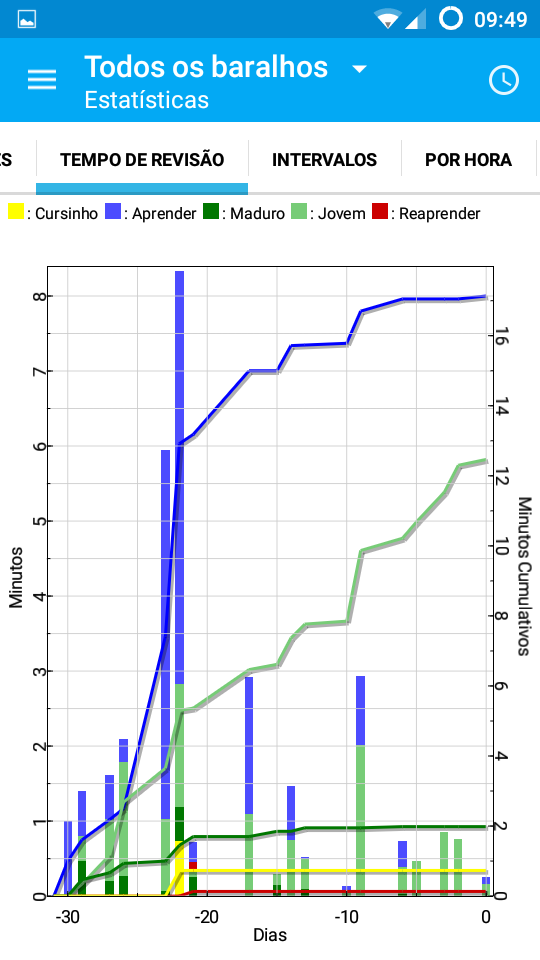 09:49
Todos os baralhos
Estatísticas
S TEMPO DE REVISÃO INTERVALOS POR HORA
: Cursinho : Aprender : Maduro : Jovem : Reaprender
8
7
6
5
4
3
2
1
0
Minutos
16
14
12
10
8
6
4
2
0
Minutos Cumulativos
-30 -20 -10 0
Dias